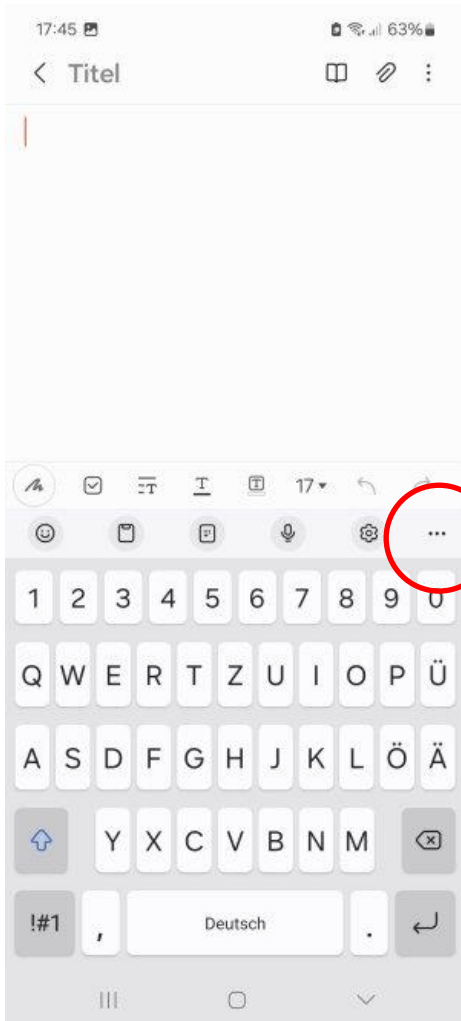 17:45 63%
Titel
17
1 2 3 4 5 6 7 8 9 0
Q W E R T Z U I O P Ü
A S D F G H J K L Ö Ä
Y X C V B N M
!#1 , Deutsch .